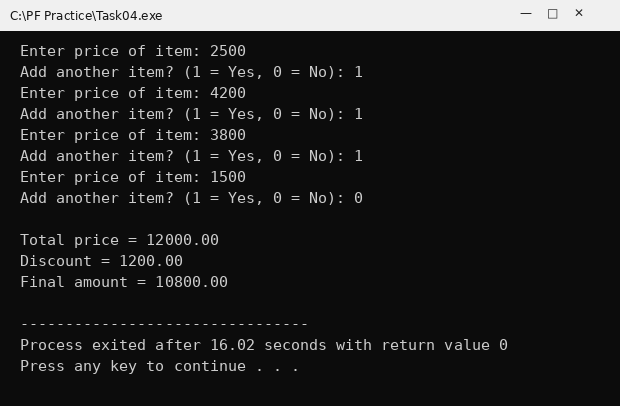 C:\PF Practice\Task04.exe
Enter price of item: 2500
Add another item? (1 = Yes, 0 = No): 1
Enter price of item: 4200
Add another item? (1 = Yes, 0 = No): 1
Enter price of item: 3800
Add another item? (1 = Yes, 0 = No): 1
Enter price of item: 1500
Add another item? (1 = Yes, 0 = No): 0
Total price = 12000.00
Discount = 1200.00
Final amount = 10800.00
--------------------------------
Process exited after 16.02 seconds with return value 0
Press any key to continue . . .